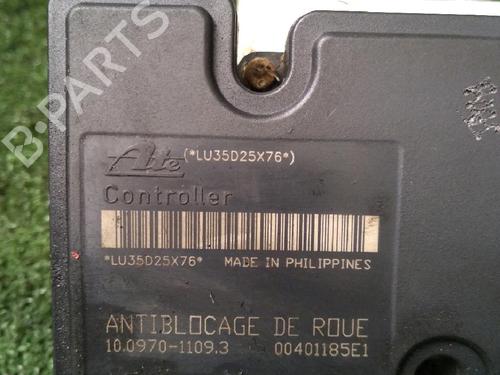 B-PARTS
Ate
(*LU35D25X76*)
Controller
*LU35D25X76* MADE IN PHILIPPINES
ANTIBLOCAGE DE ROUE
10.0970-1109.3 00401185E1